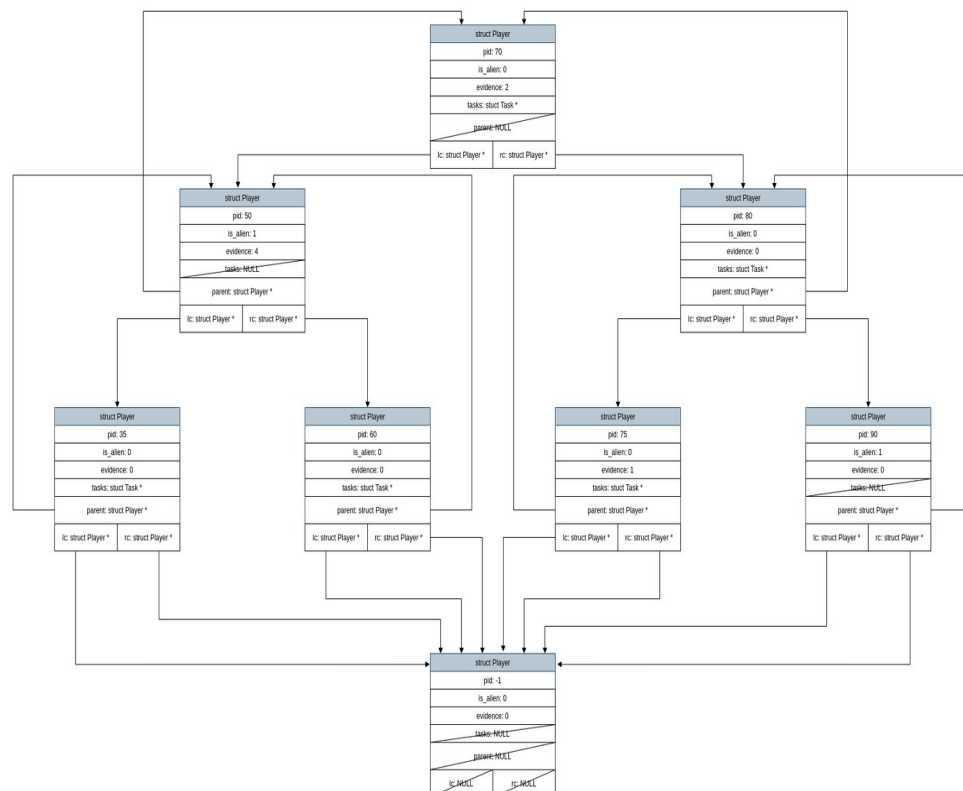 struct Player
pid: 70
is_alien: 0
evidence: 2
tasks: stuct Task *
parent: NULL
lc: struct Player *
rc: struct Player *
struct Player
pid: 50
is_alien: 1
evidence: 4
tasks: NULL
parent: struct Player *
lc: struct Player *
rc: struct Player *
struct Player
pid: 80
is_alien: 0
evidence: 0
tasks: stuct Task *
parent: struct Player *
lc: struct Player *
rc: struct Player *
struct Player
pid: 35
is_alien: 0
evidence: 0
tasks: stuct Task *
parent: struct Player *
lc: struct Player *
rc: struct Player *
struct Player
pid: 60
is_alien: 0
evidence: 0
tasks: stuct Task *
parent: struct Player *
lc: struct Player *
rc: struct Player *
struct Player
pid: 75
is_alien: 0
evidence: 1
tasks: stuct Task *
parent: struct Player *
lc: struct Player *
rc: struct Player *
struct Player
pid: 90
is_alien: 1
evidence: 0
tasks: NULL
parent: struct Player *
lc: struct Player *
rc: struct Player *
struct Player
pid: -1
is_alien: 0
evidence: 0
tasks: NULL
parent: NULL
lc: NULL
rc: NULL